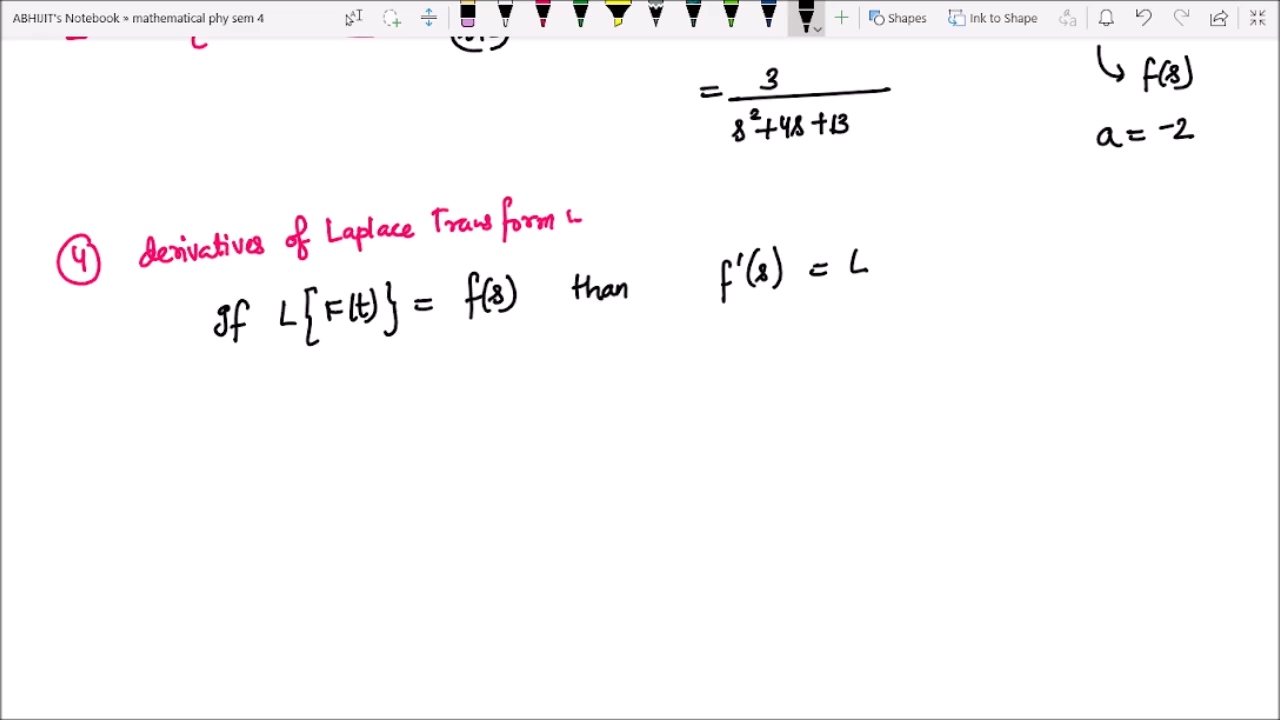 ABHIJIT's Notebook » mathematical phy sem 4
Shapes
Ink to Shape
= 3 / s²+4s+13
↳ f(s)
a = -2
④ derivatives of Laplace Transform
If L{F(t)} = f(s) than f'(s) = L